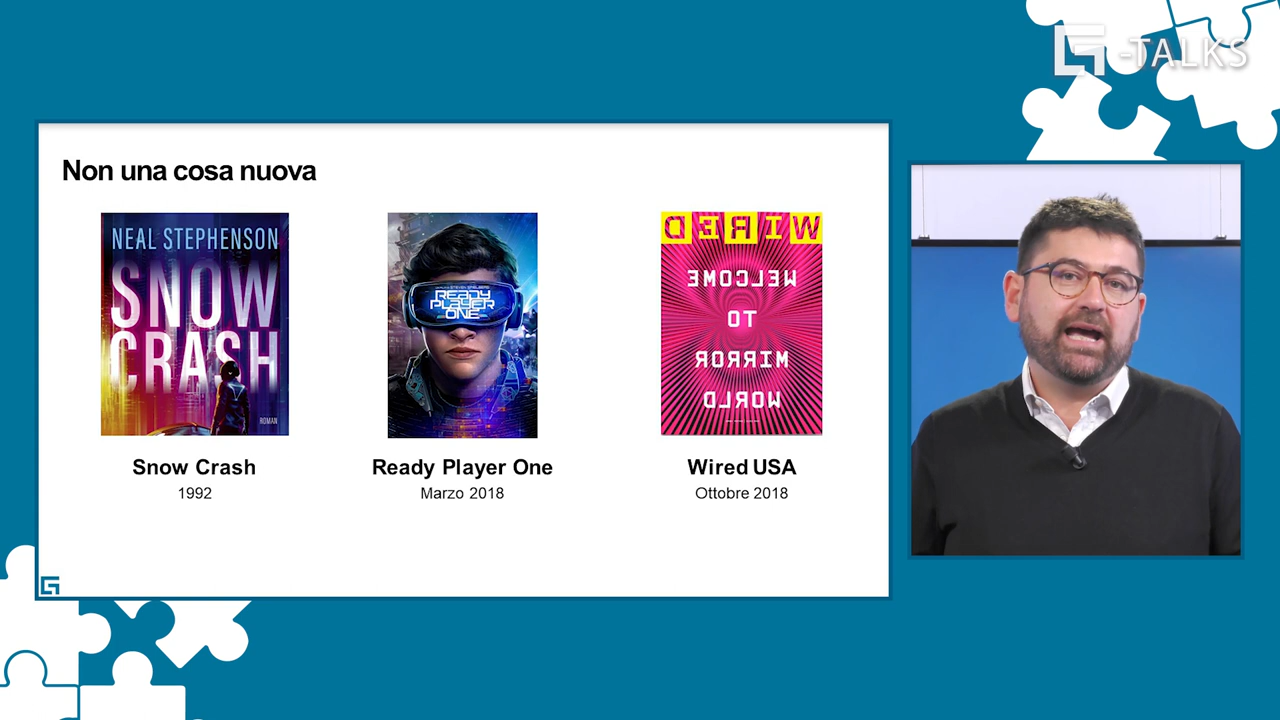 -TALKS
Non una cosa nuova
NEAL STEPHENSON
SNOW
CRASH
ROMAN
READY
PLAYER
ONE
WIRED
WELCOME
TO
MIRROR
WORLD
Snow Crash
1992
Ready Player One
Marzo 2018
Wired USA
Ottobre 2018